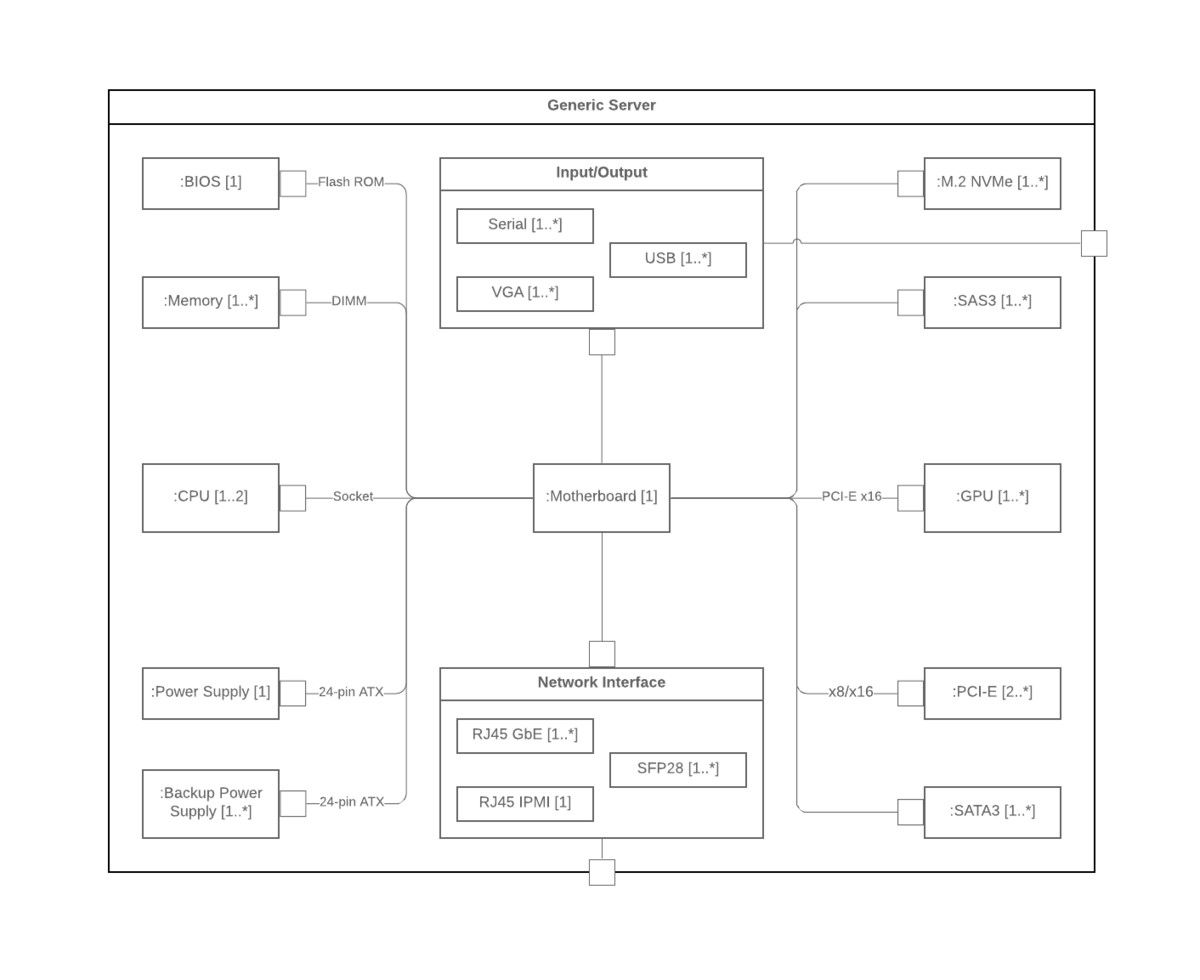 Generic Server
:BIOS [1]
Flash ROM
Input/Output
:M.2 NVMe [1..*]
Serial [1..*]
USB [1..*]
VGA [1..*]
:Memory [1..*]
DIMM
:SAS3 [1..*]
:CPU [1..2]
Socket
:Motherboard [1]
PCI-E x16
:GPU [1..*]
:Power Supply [1]
24-pin ATX
Network Interface
x8/x16
:PCI-E [2..*]
RJ45 GbE [1..*]
SFP28 [1..*]
RJ45 IPMI [1]
:Backup Power
Supply [1..*]
24-pin ATX
:SATA3 [1..*]